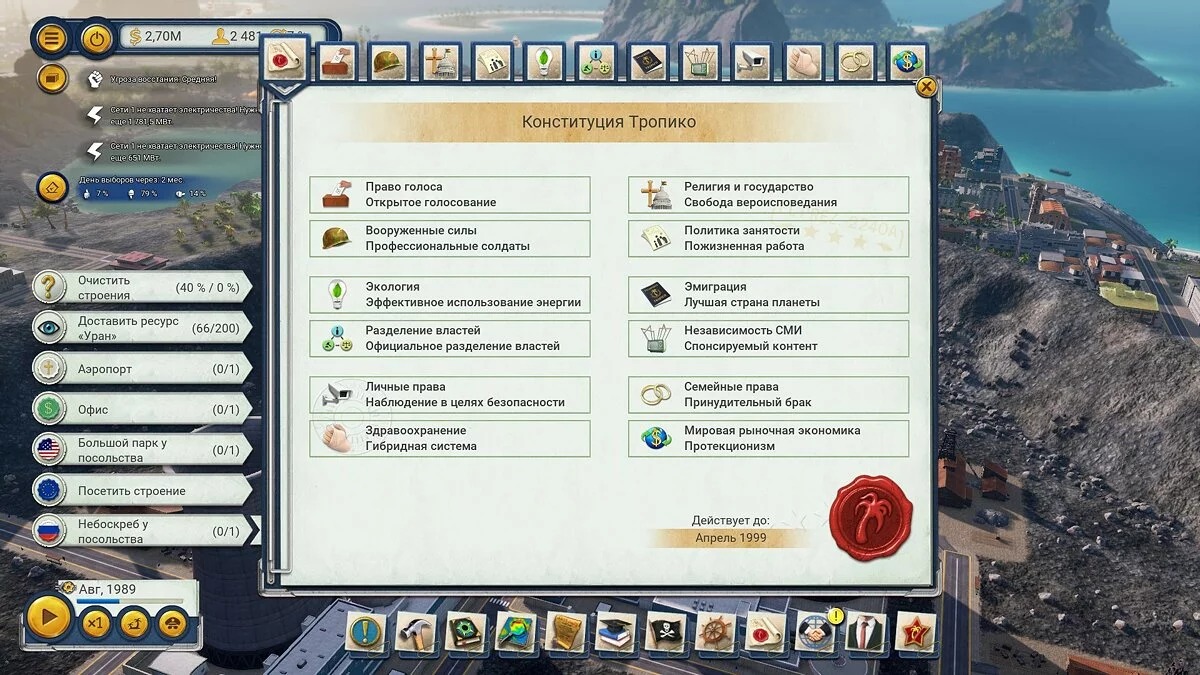 2,70M
2 481
Угроза восстания: Средняя!
Сети 1 не хватает электричества! Нужно
еще 1 781,5 МВт.
Сети 1 не хватает электричества! Нужно
еще 651 МВт.
День выборов через: 2 мес.
7 % 79 % 14 %
Очистить
строения (40 % / 0 %)
Доставить ресурс
«Уран» (66/200)
Аэропорт (0/1)
Офис (0/1)
Большой парк у
посольства (0/1)
Посетить строение
Небоскреб у
посольства (0/1)
Авг, 1989
x1
Конституция Тропико
Право голоса
Открытое голосование
Религия и государство
Свобода вероисповедания
Вооруженные силы
Профессиональные солдаты
Политика занятости
Пожизненная работа
Экология
Эффективное использование энергии
Эмиграция
Лучшая страна планеты
Разделение властей
Официальное разделение властей
Независимость СМИ
Спонсируемый контент
Личные права
Наблюдение в целях безопасности
Семейные права
Принудительный брак
Здравоохранение
Гибридная система
Мировая рыночная экономика
Протекционизм
Действует до:
Апрель 1999